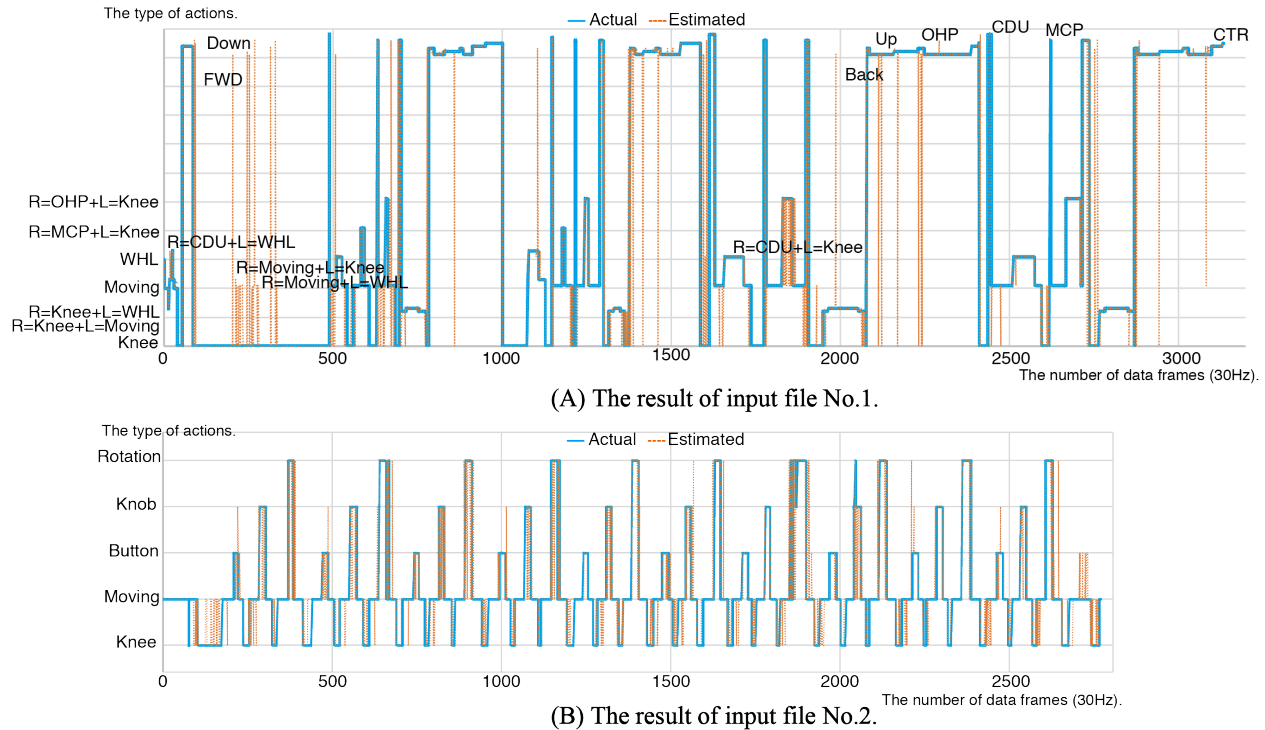 The type of actions.
Actual Estimated
Down
FWD
Up
OHP
CDU
MCP
CTR
Back
R=OHP+L=Knee
R=MCP+L=Knee
R=CDU+L=WHL
R=CDU+L=Knee
WHL
R=Moving+L=Knee
R=Moving+L=WHL
Moving
R=Knee+L=WHL
R=Knee+L=Moving
Knee
0 500 1000 1500 2000 2500 3000
The number of data frames (30Hz).
(A) The result of input file No.1.
The type of actions.
Actual Estimated
Rotation
Knob
Button
Moving
Knee
0 500 1000 1500 2000 2500
The number of data frames (30Hz).
(B) The result of input file No.2.